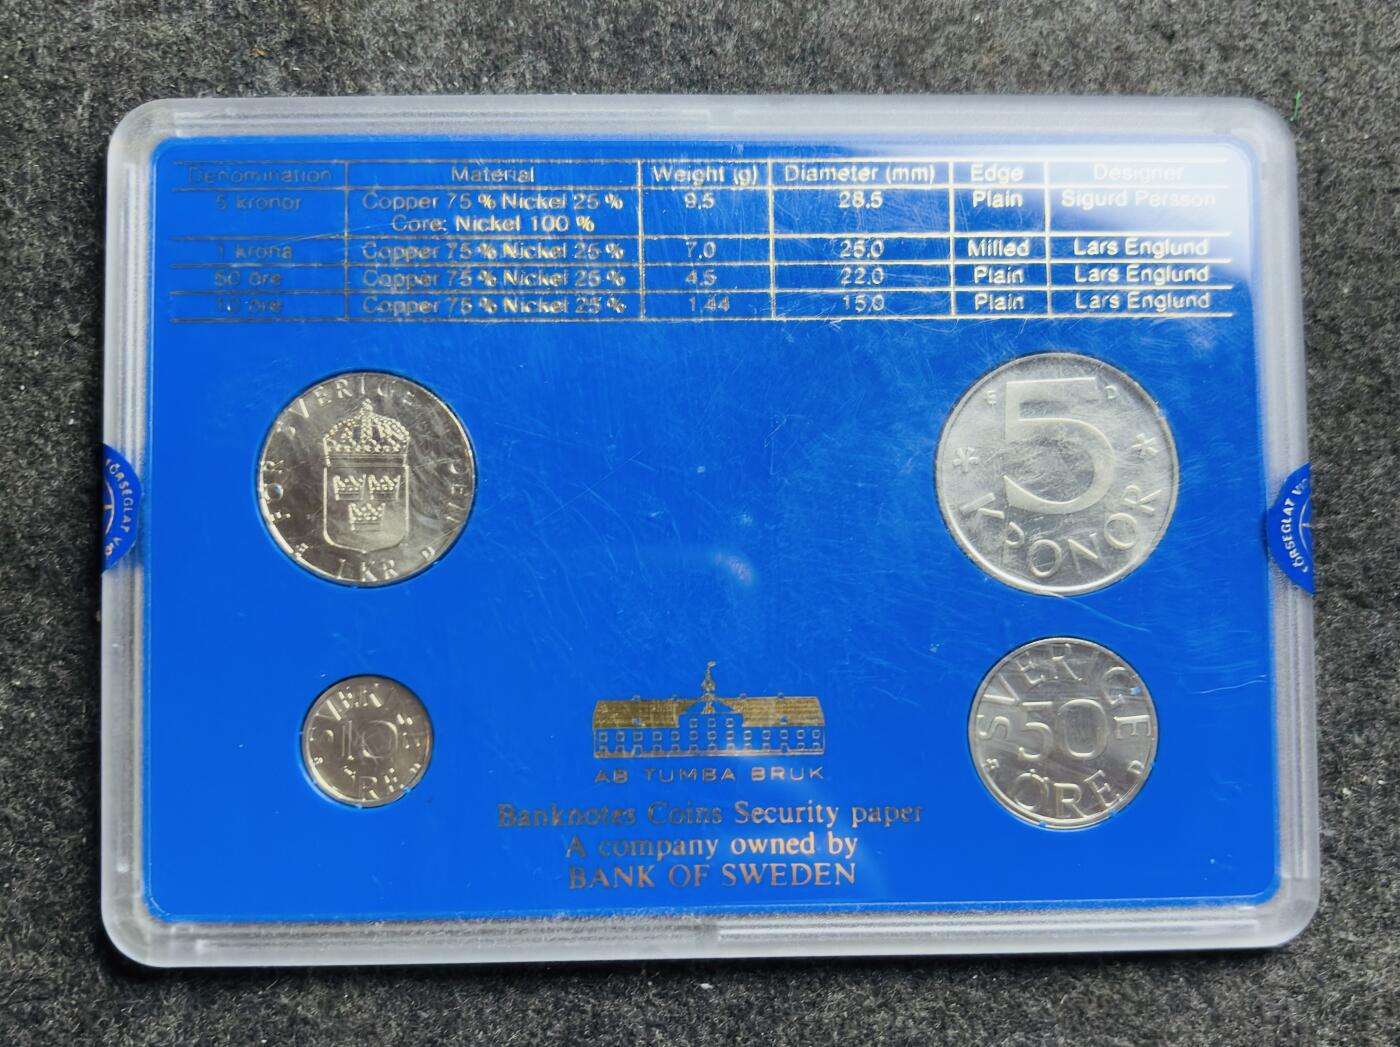 Denomination Material Weight (g) Diameter (mm) Edge Designer
5 kronor Copper 75 % Nickel 25 % 9,5 28,5 Plain Sigurd Persson
Core: Nickel 100 %
1 krona Copper 75 % Nickel 25 % 7,0 25,0 Milled Lars Englund
50 öre Copper 75 % Nickel 25 % 4,5 22,0 Plain Lars Englund
10 öre Copper 75 % Nickel 25 % 1,44 15,0 Plain Lars Englund
FÖR SVERIGE
1 KR
E D
5
KRONOR
FÖRSEGLAT
FÖRSEGLAT
SVERIGE
10
ÖRE
SVERIGE
50
ÖRE
AB TUMBA BRUK
Banknotes Coins Security paper
A company owned by
BANK OF SWEDEN